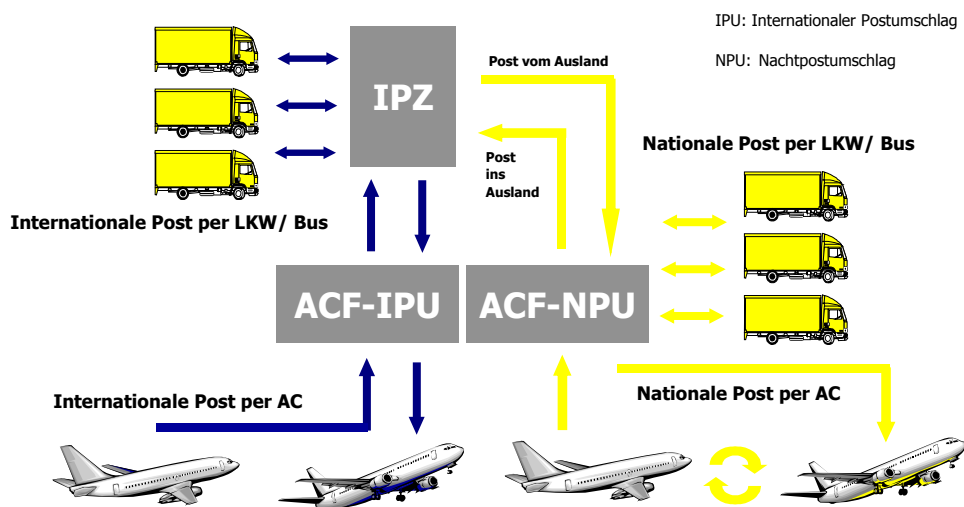 IPU: Internationaler Postumschlag
NPU: Nachtpostumschlag
IPZ
Post vom Ausland
Post
ins
Ausland
Nationale Post per LKW/ Bus
Internationale Post per LKW/ Bus
ACF-IPU
ACF-NPU
Internationale Post per AC
Nationale Post per AC